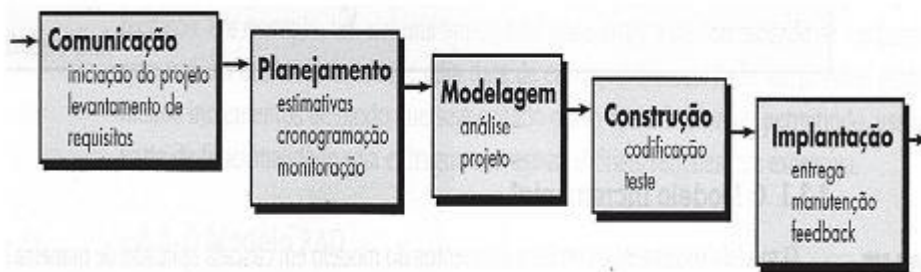 Comunicação
iniciação do projeto
levantamento de
requisitos
Planejamento
estimativas
cronogramação
monitoração
Modelagem
análise
projeto
Construção
codificação
teste
Implantação
entrega
manutenção
feedback